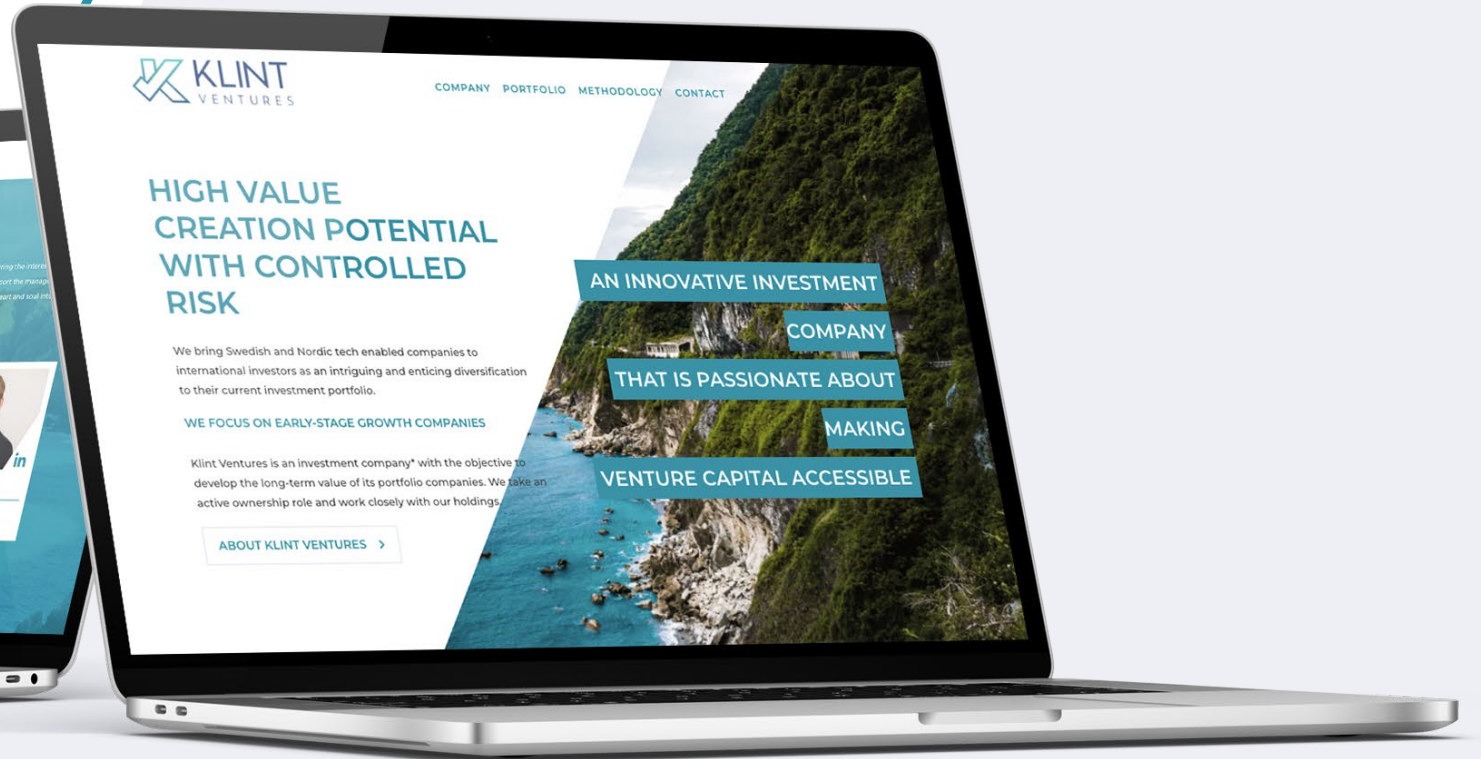 KLINT
VENTURES
COMPANY PORTFOLIO METHODOLOGY CONTACT
HIGH VALUE
CREATION POTENTIAL
WITH CONTROLLED
RISK
We bring Swedish and Nordic tech enabled companies to
international investors as an intriguing and enticing diversification
to their current investment portfolio.
WE FOCUS ON EARLY-STAGE GROWTH COMPANIES
Klint Ventures is an investment company* with the objective to
develop the long-term value of its portfolio companies. We take an
active ownership role and work closely with our holdings.
ABOUT KLINT VENTURES >
AN INNOVATIVE INVESTMENT
COMPANY
THAT IS PASSIONATE ABOUT
MAKING
VENTURE CAPITAL ACCESSIBLE
in